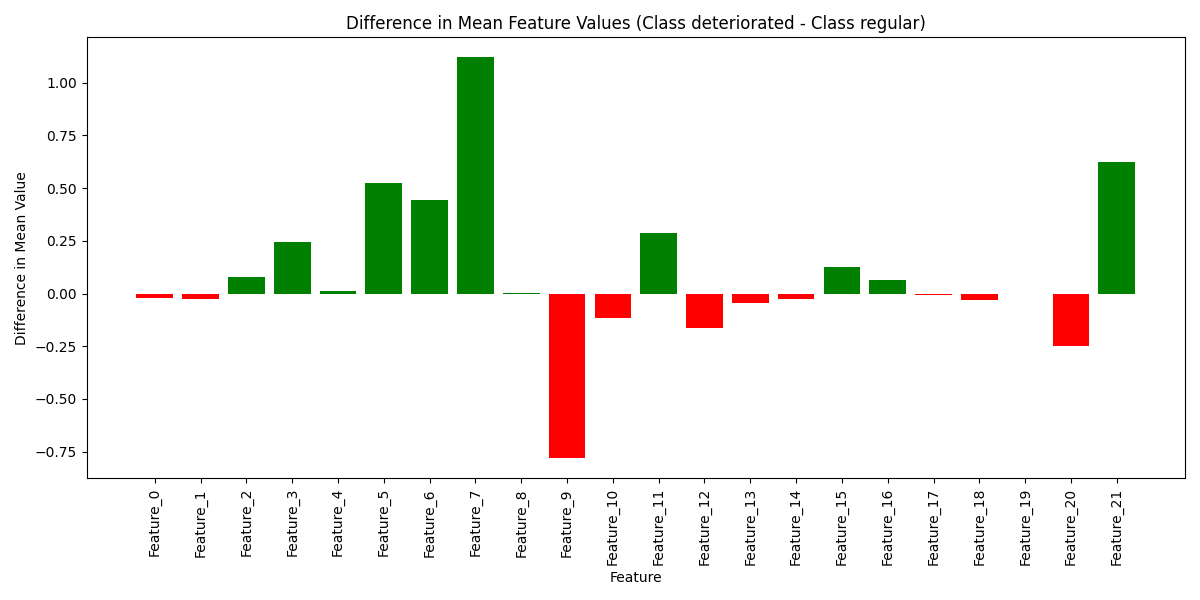 Difference in Mean Feature Values (Class deteriorated - Class regular)
Difference in Mean Value
1.00
0.75
0.50
0.25
0.00
−0.25
−0.50
−0.75
Feature_0
Feature_1
Feature_2
Feature_3
Feature_4
Feature_5
Feature_6
Feature_7
Feature_8
Feature_9
Feature_10
Feature_11
Feature_12
Feature_13
Feature_14
Feature_15
Feature_16
Feature_17
Feature_18
Feature_19
Feature_20
Feature_21
Feature